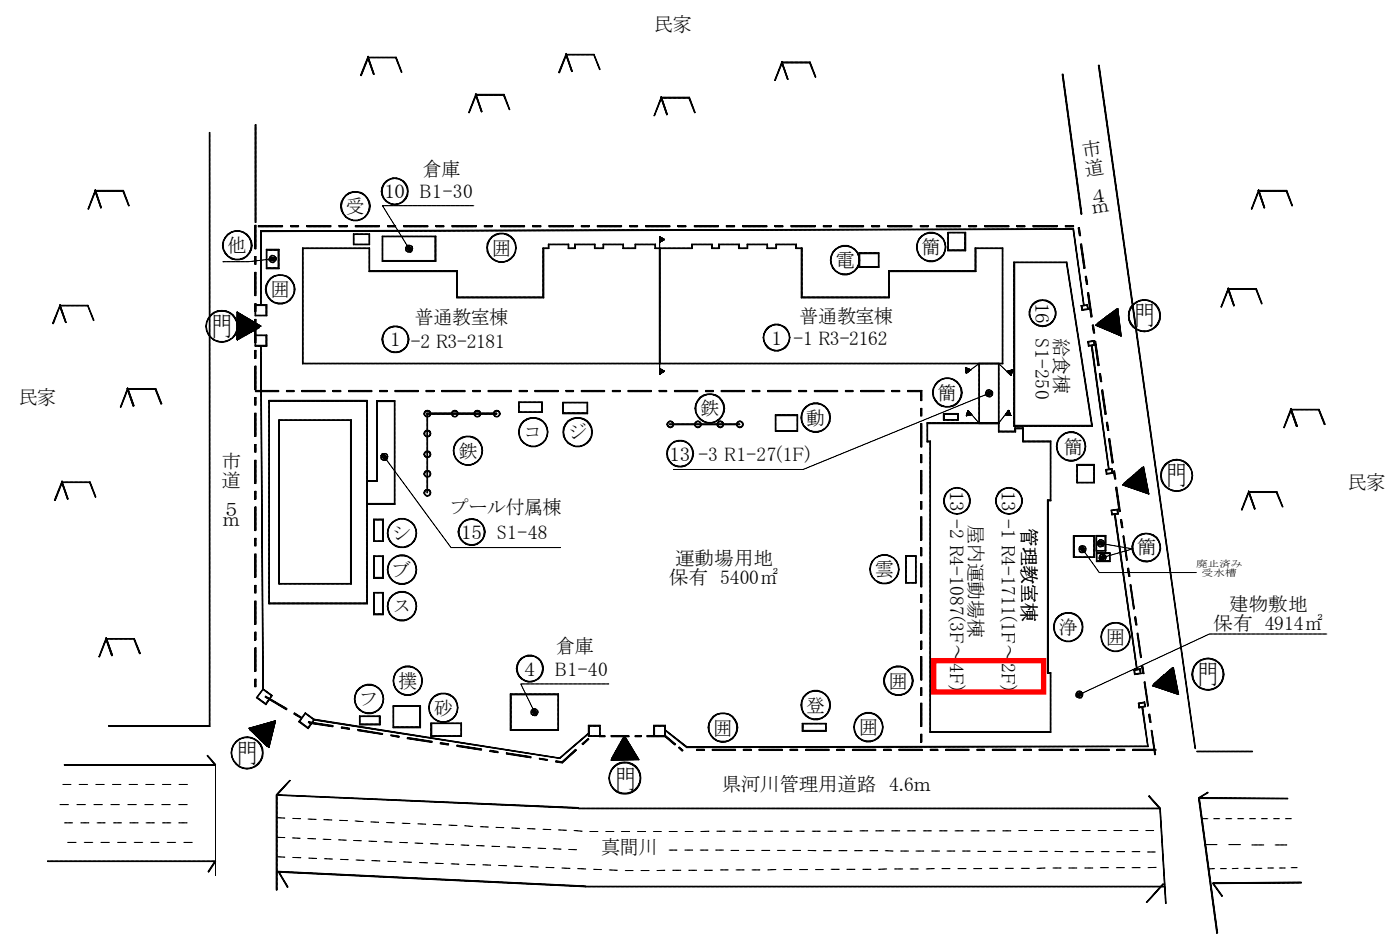 民家
市道 4m
倉庫
⑩ B1-30
受
他
囲
囲
電
簡
門
普通教室棟
①-2 R3-2181
普通教室棟
①-1 R3-2162
⑯
給食棟
S1-250
門
民家
簡
鉄
動
コ
ジ
鉄
⑬-3 R1-27(1F)
簡
門
民家
市道 5m
プール付属棟
⑮ S1-48
シ
ブ
ス
運動場用地
保有 5400㎡
雲
管理教室棟
⑬-1 R4-1711(1F~2F)
屋内運動場棟
⑬-2 R4-1087(3F~4F)
簡
廃止済み
受水槽
建物敷地
保有 4914㎡
浄
囲
倉庫
④ B1-40
フ
撲
砂
囲
登
囲
囲
門
門
門
県河川管理用道路 4.6m
真間川